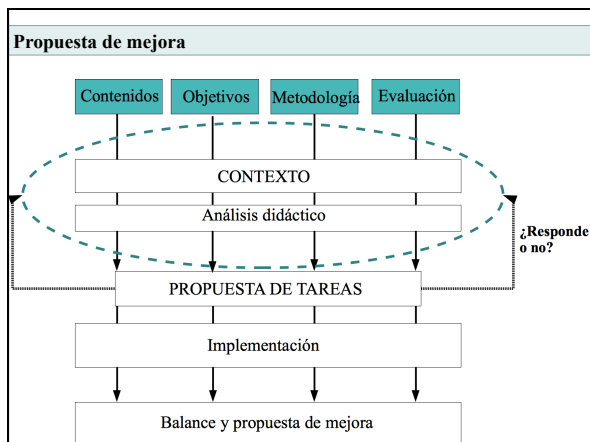 Propuesta de mejora
Contenidos
Objetivos
Metodología
Evaluación
CONTEXTO
Análisis didáctico
¿Responde
o no?
PROPUESTA DE TAREAS
Implementación
Balance y propuesta de mejora